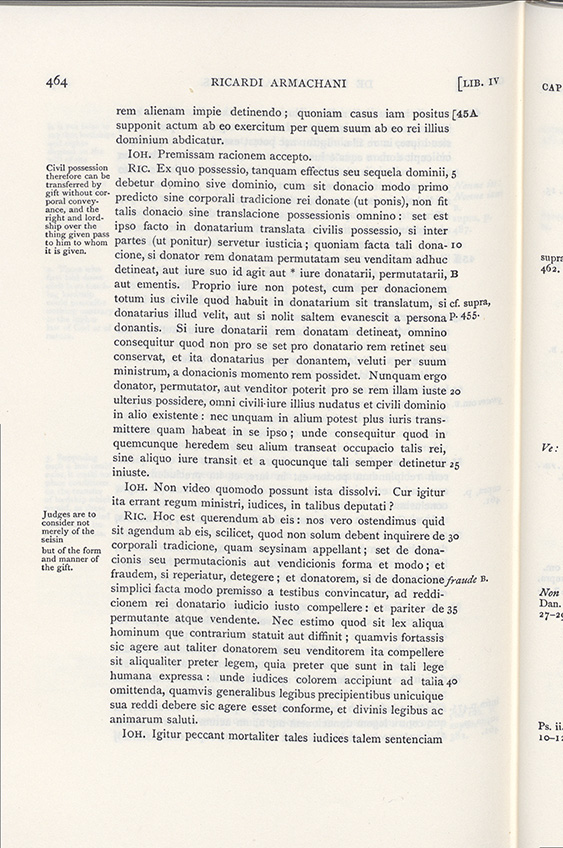 464 RICARDI ARMACHANI [LIB. IV
rem alienam impie detinendo; quoniam casus iam positus [45A
supponit actum ab eo exercitum per quem suum ab eo rei illius
dominium abdicatur.
IOH. Premissam racionem accepto.
Civil possession
therefore can be
transferred by
gift without cor-
poral convey-
ance, and the
right and lord-
ship over the
thing given pass
to him to whom
it is given.
RIC. Ex quo possessio, tanquam effectus seu sequela dominii, 5
debetur domino sive dominio, cum sit donacio modo primo
predicto sine corporali tradicione rei donate (ut ponis), non fit
talis donacio sine translacione possessionis omnino: set est
ipso facto in donatarium translata civilis possessio, si inter
partes (ut ponitur) servetur iusticia; quoniam facta tali dona- 10
cione, si donator rem donatam permutatam seu venditam adhuc
detineat, aut iure suo id agit aut * iure donatarii, permutatarii, B
aut ementis. Proprio iure non potest, cum per donacionem
totum ius civile quod habuit in donatarium sit translatum, si cf. supra,
donatarius illud velit, aut si nolit saltem evanescit a persona P. 455.
donantis. Si iure donatarii rem donatam detineat, omnino
consequitur quod non pro se set pro donatario rem retinet seu
conservat, et ita donatarius per donantem, veluti per suum
ministrum, a donacionis momento rem possidet. Nunquam ergo
donator, permutator, aut venditor poterit pro se rem illam iuste 20
ulterius possidere, omni civili iure illius nudatus et civili dominio
in alio existente: nec unquam in alium potest plus iuris trans-
mittere quam habeat in se ipso; unde consequitur quod in
quemcunque heredem seu alium transeat occupacio talis rei,
sine aliquo iure transit et a quocunque tali semper detinetur 25
iniuste.
IOH. Non video quomodo possunt ista dissolvi. Cur igitur
ita errant regum ministri, iudices, in talibus deputati?
Judges are to
consider not
merely of the
seisin
but of the form
and manner of
the gift.
RIC. Hoc est querendum ab eis: nos vero ostendimus quid
sit agendum ab eis, scilicet, quod non solum debent inquirere de 30
corporali tradicione, quam seysinam appellant; set de dona-
cionis seu permutacionis aut vendicionis forma et modo; et
fraudem, si reperiatur, detegere; et donatorem, si de donacione fraude B.
simplici facta modo premisso a testibus convincatur, ad reddi-
cionem rei donatario iudicio iusto compellere: et pariter de 35
permutante atque vendente. Nec estimo quod sit lex aliqua
hominum que contrarium statuit aut diffinit; quamvis fortassis
sic agere aut taliter donatorem seu venditorem ita compellere
sit aliqualiter preter legem, quia preter que sunt in tali lege
humana expressa: unde iudices colorem accipiunt ad talia 40
omittenda, quamvis generalibus legibus precipientibus unicuique
sua reddi debere sic agere esset conforme, et divinis legibus ac
animarum saluti.
IOH. Igitur peccant mortaliter tales iudices talem sentenciam
CAP
supra
462.
Ve:
Non
Dan.
27-29
Ps. ii.